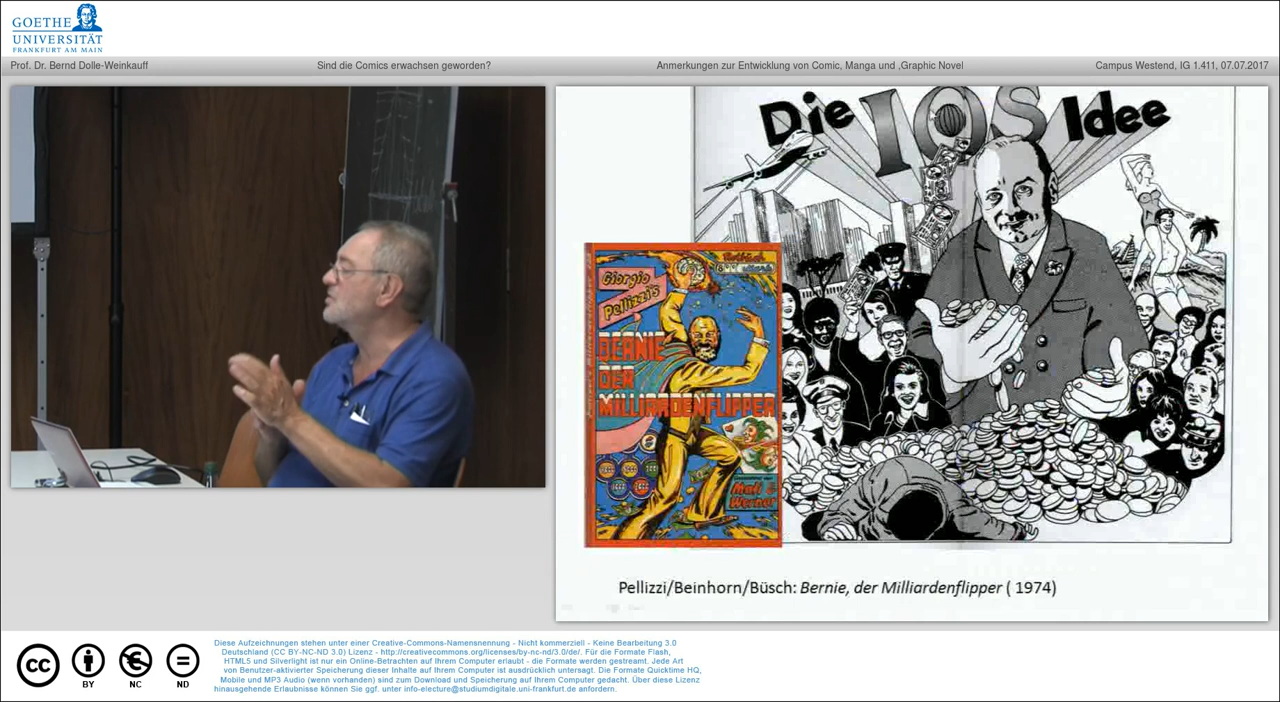 GOETHE
UNIVERSITÄT
FRANKFURT AM MAIN
Prof. Dr. Bernd Dolle-Weinkauff
Sind die Comics erwachsen geworden?
Anmerkungen zur Entwicklung von Comic, Manga und ‚Graphic Novel
Campus Westend, IG 1.411, 07.07.2017
Die IOS Idee
Giorgio
Pellizzi's
BERNIE
DER
MILLIARDENFLIPPER
Pellizzi/Beinhorn/Büsch: Bernie, der Milliardenflipper ( 1974)
cc
BY
NC
ND
Diese Aufzeichnungen stehen unter einer Creative-Commons-Namensnennung - Nicht kommerziell - Keine Bearbeitung 3.0
Deutschland (CC BY-NC-ND 3.0) Lizenz - http://creativecommons.org/licenses/by-nc-nd/3.0/de/. Für die Formate Flash,
HTML5 und Silverlight ist nur ein Online-Betrachten auf Ihrem Computer erlaubt - die Formate werden gestreamt. Jede Art
von Benutzer-aktivierter Speicherung dieser Inhalte auf Ihrem Computer ist ausdrücklich untersagt. Die Formate Quicktime HQ,
Mobile und MP3 Audio (wenn vorhanden) sind zum Download und Speicherung auf Ihrem Computer gedacht. Über diese Lizenz
hinausgehende Erlaubnisse können Sie ggf. unter info-electure@studiumdigitale.uni-frankfurt.de anfordern.